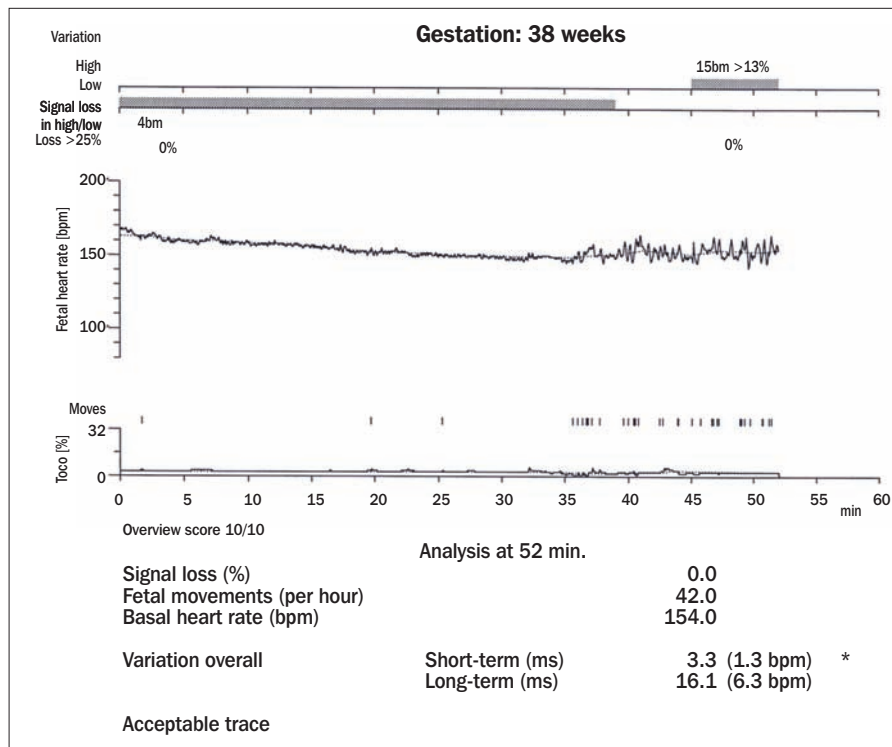 Gestation: 38 weeks
Variation
High
Low
15bm >13%
Signal loss
in high/low
Loss >25%
4bm
0%
0%
Fetal heart rate [bpm]
200
150
100
Moves
Toco [%]
32
0
0 5 10 15 20 25 30 35 40 45 50 55 60
min
Overview score 10/10
Analysis at 52 min.
Signal loss (%) 0.0
Fetal movements (per hour) 42.0
Basal heart rate (bpm) 154.0
Variation overall Short-term (ms) 3.3 (1.3 bpm) *
Long-term (ms) 16.1 (6.3 bpm)
Acceptable trace